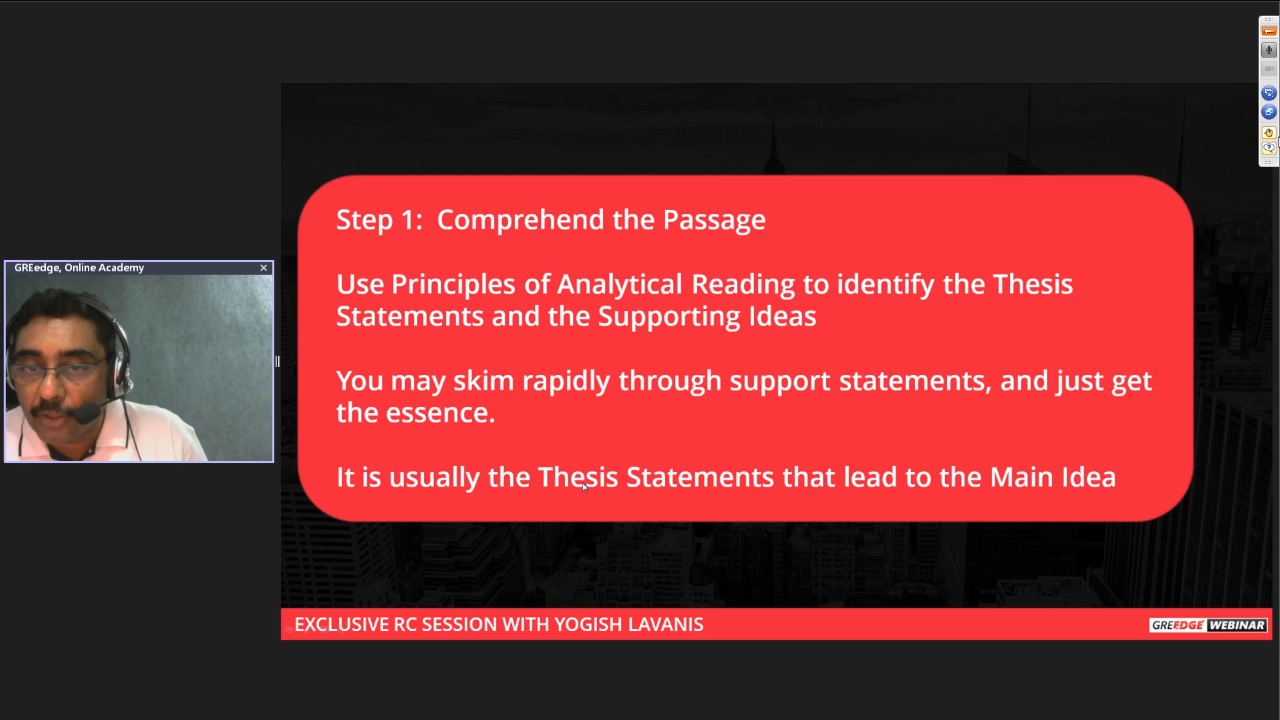 GREedge, Online Academy
Step 1: Comprehend the Passage
Use Principles of Analytical Reading to identify the Thesis
Statements and the Supporting Ideas
You may skim rapidly through support statements, and just get
the essence.
It is usually the Thesis Statements that lead to the Main Idea
EXCLUSIVE RC SESSION WITH YOGISH LAVANIS
GREEDGE WEBINAR